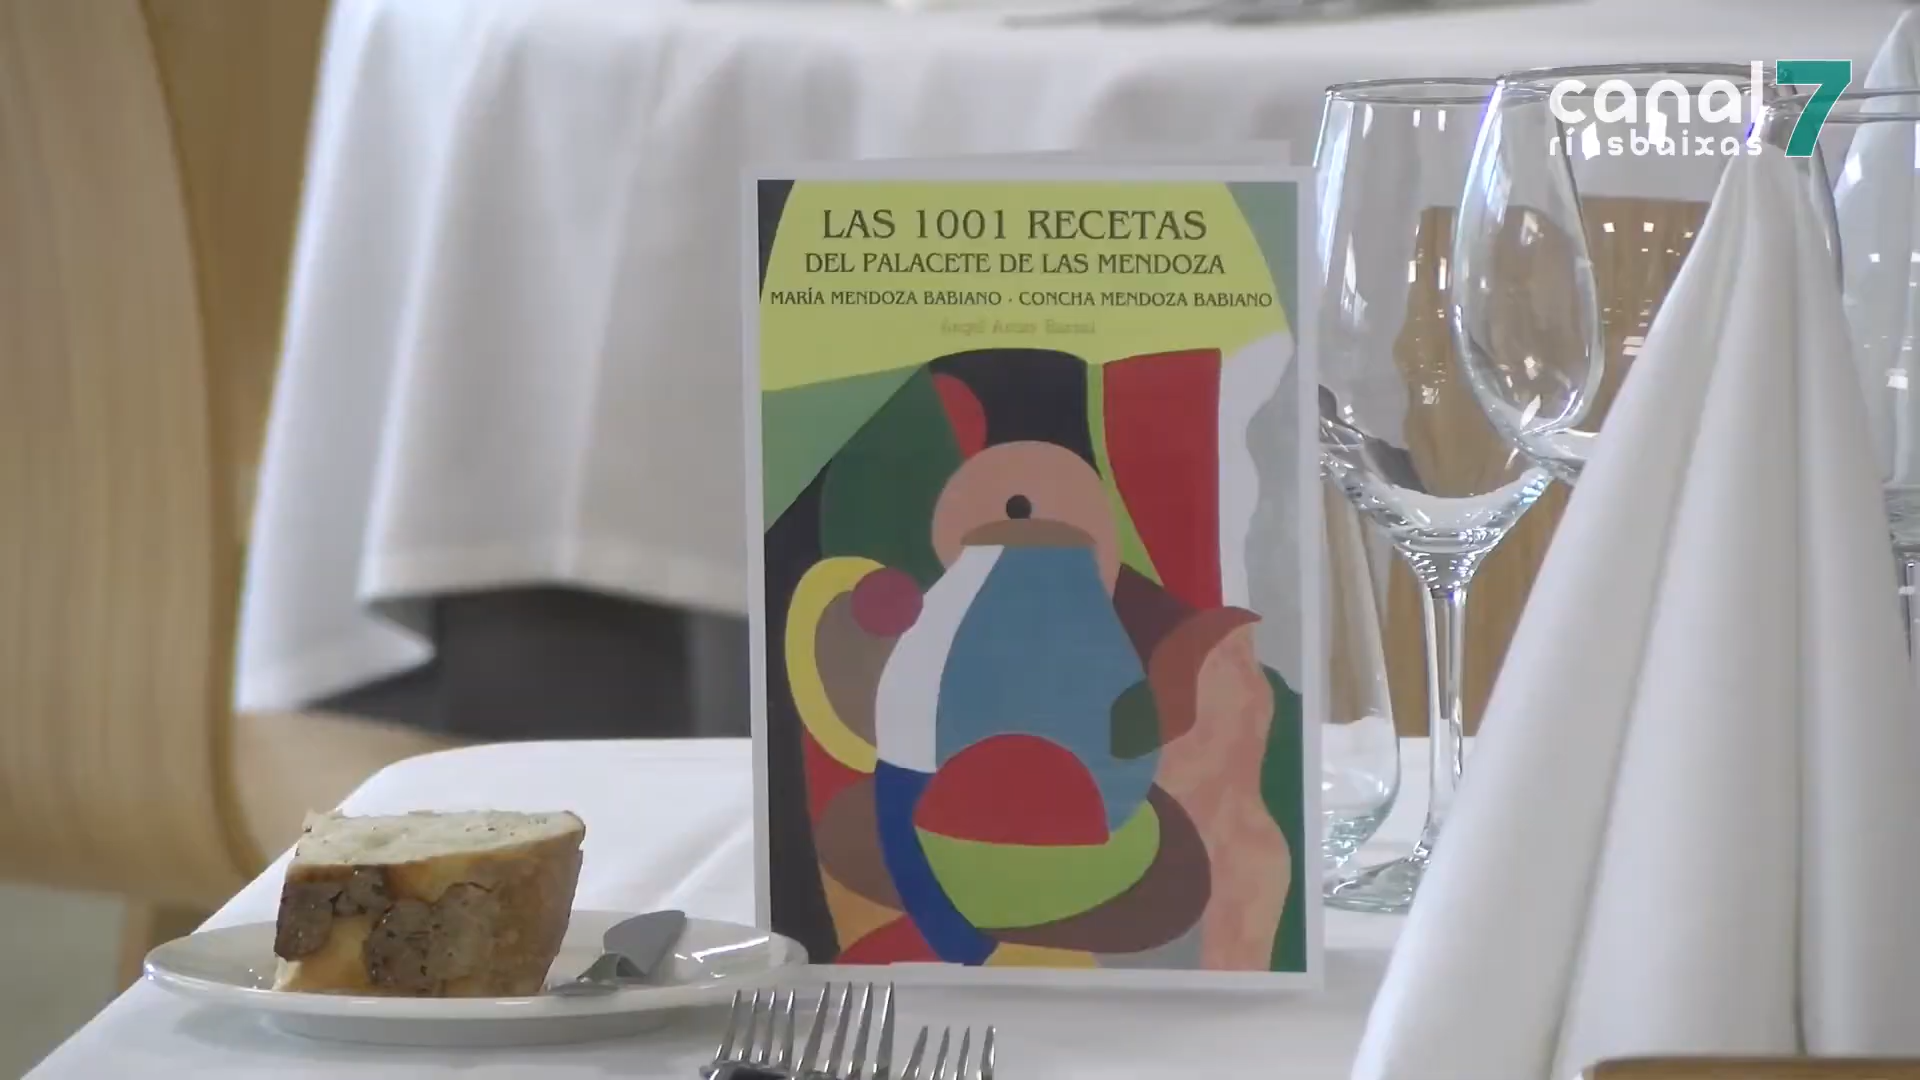 canal 7
ríasbaixas
LAS 1001 RECETAS
DEL PALACETE DE LAS MENDOZA
MARÍA MENDOZA BABIANO · CONCHA MENDOZA BABIANO